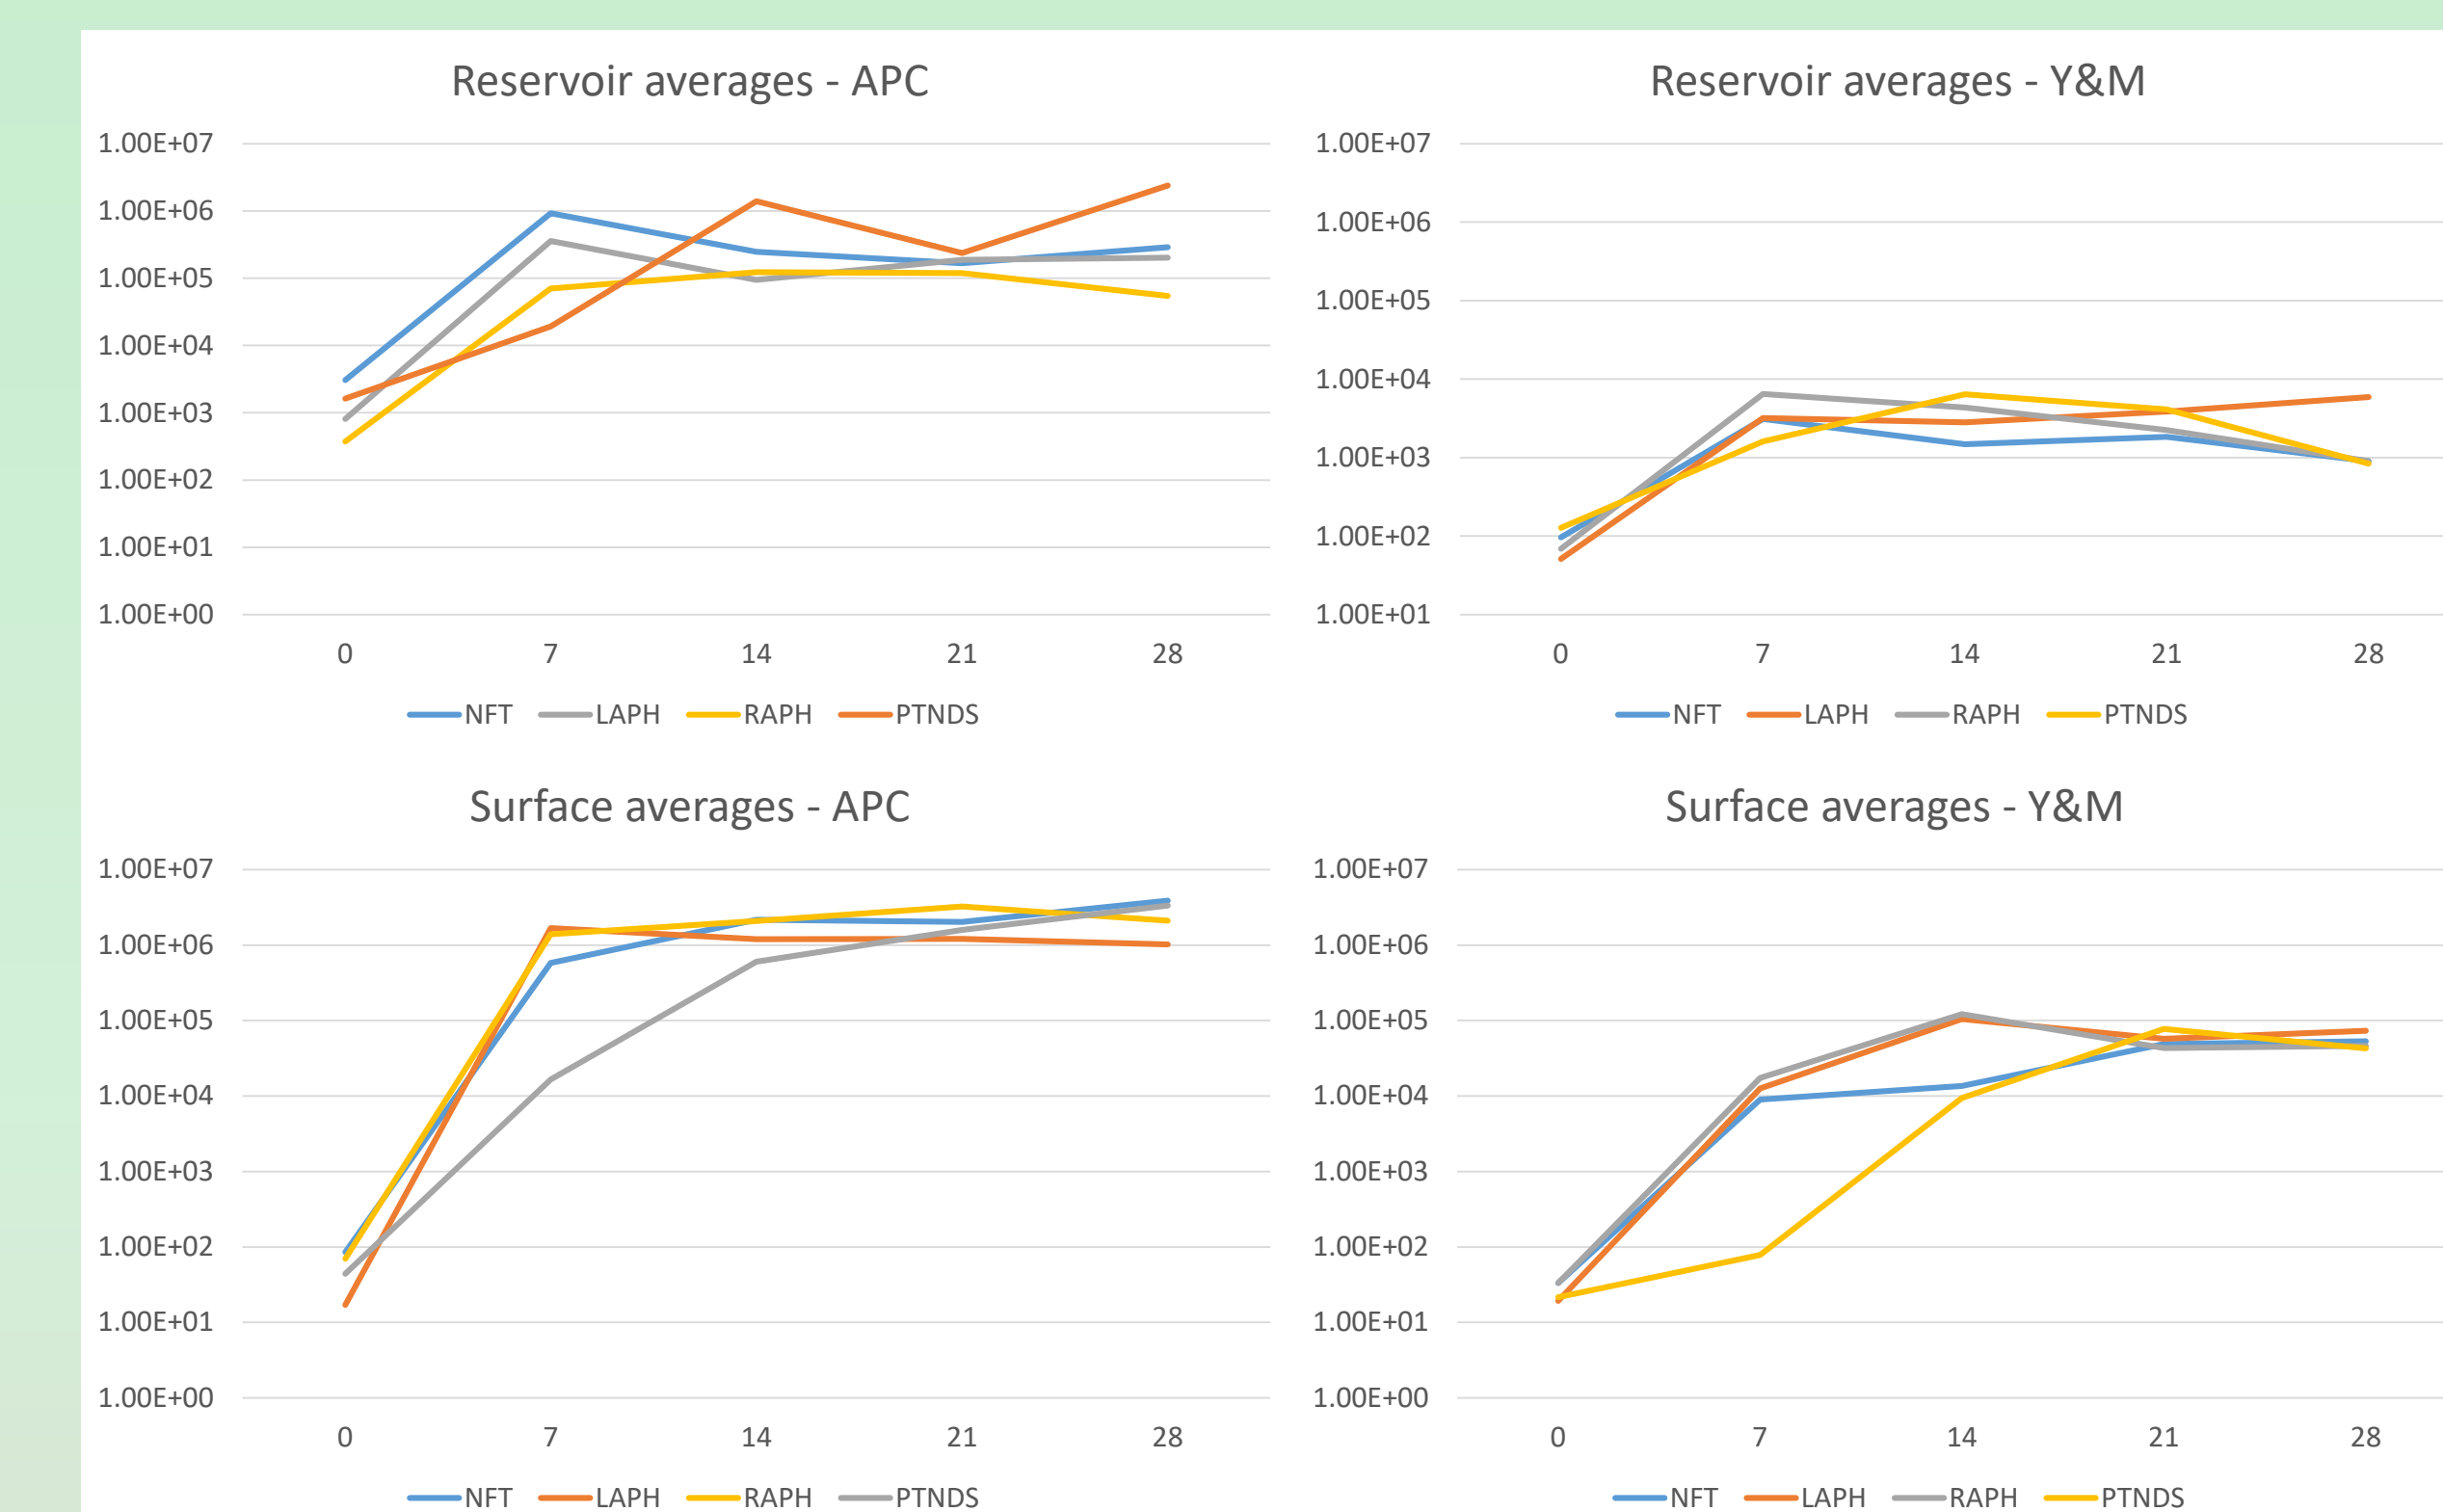 Reservoir averages - APC
1.00E+07
1.00E+06
1.00E+05
1.00E+04
1.00E+03
1.00E+02
1.00E+01
1.00E+00
0 7 14 21 28
NFT LAPH RAPH PTNDS
Reservoir averages - Y&M
1.00E+07
1.00E+06
1.00E+05
1.00E+04
1.00E+03
1.00E+02
1.00E+01
0 7 14 21 28
NFT LAPH RAPH PTNDS
Surface averages - APC
1.00E+07
1.00E+06
1.00E+05
1.00E+04
1.00E+03
1.00E+02
1.00E+01
1.00E+00
0 7 14 21 28
NFT LAPH RAPH PTNDS
Surface averages - Y&M
1.00E+07
1.00E+06
1.00E+05
1.00E+04
1.00E+03
1.00E+02
1.00E+01
1.00E+00
0 7 14 21 28
NFT LAPH RAPH PTNDS